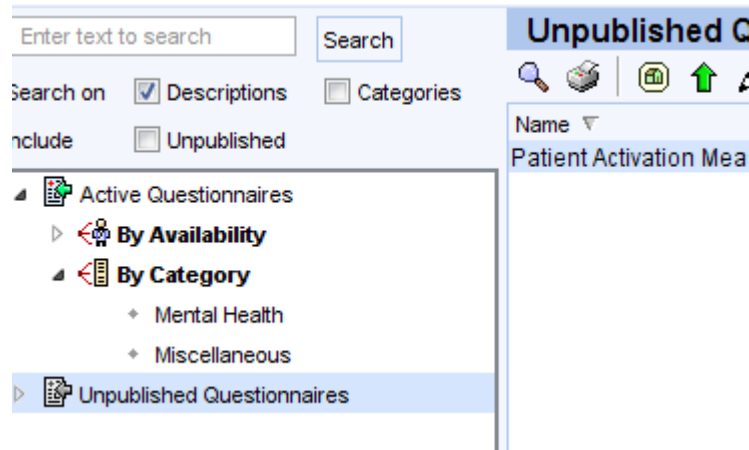 Enter text to search
Search
Search on Descriptions Categories
Include Unpublished
Active Questionnaires
By Availability
By Category
Mental Health
Miscellaneous
Unpublished Questionnaires
Unpublished Q
Name
Patient Activation Mea